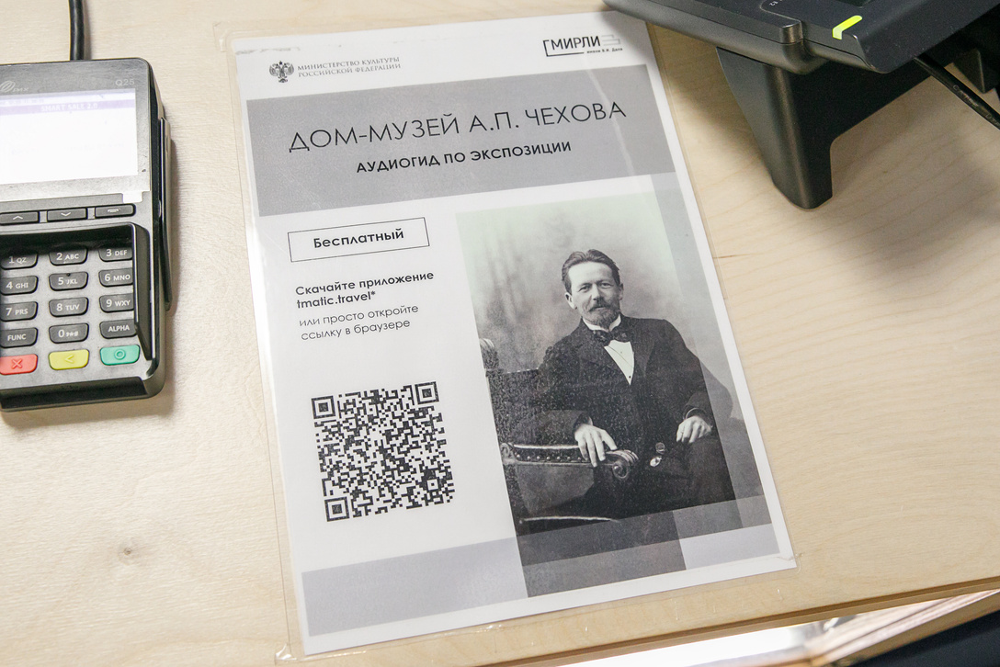 МИНИСТЕРСТВО КУЛЬТУРЫ
РОССИЙСКОЙ ФЕДЕРАЦИИ
МИРЛИ
имени В.И. Даля
ДОМ-МУЗЕЙ А.П. ЧЕХОВА
АУДИОГИД ПО ЭКСПОЗИЦИИ
Бесплатный
Скачайте приложение
tmatic.travel*
или просто откройте
ссылку в браузере
Q25
1 QZ
2 ABC
3 DEF
4 GHI
5 JKL
6 MNO
7 PRS
8 TUV
9 WXY
FUNC
0
ALPHA